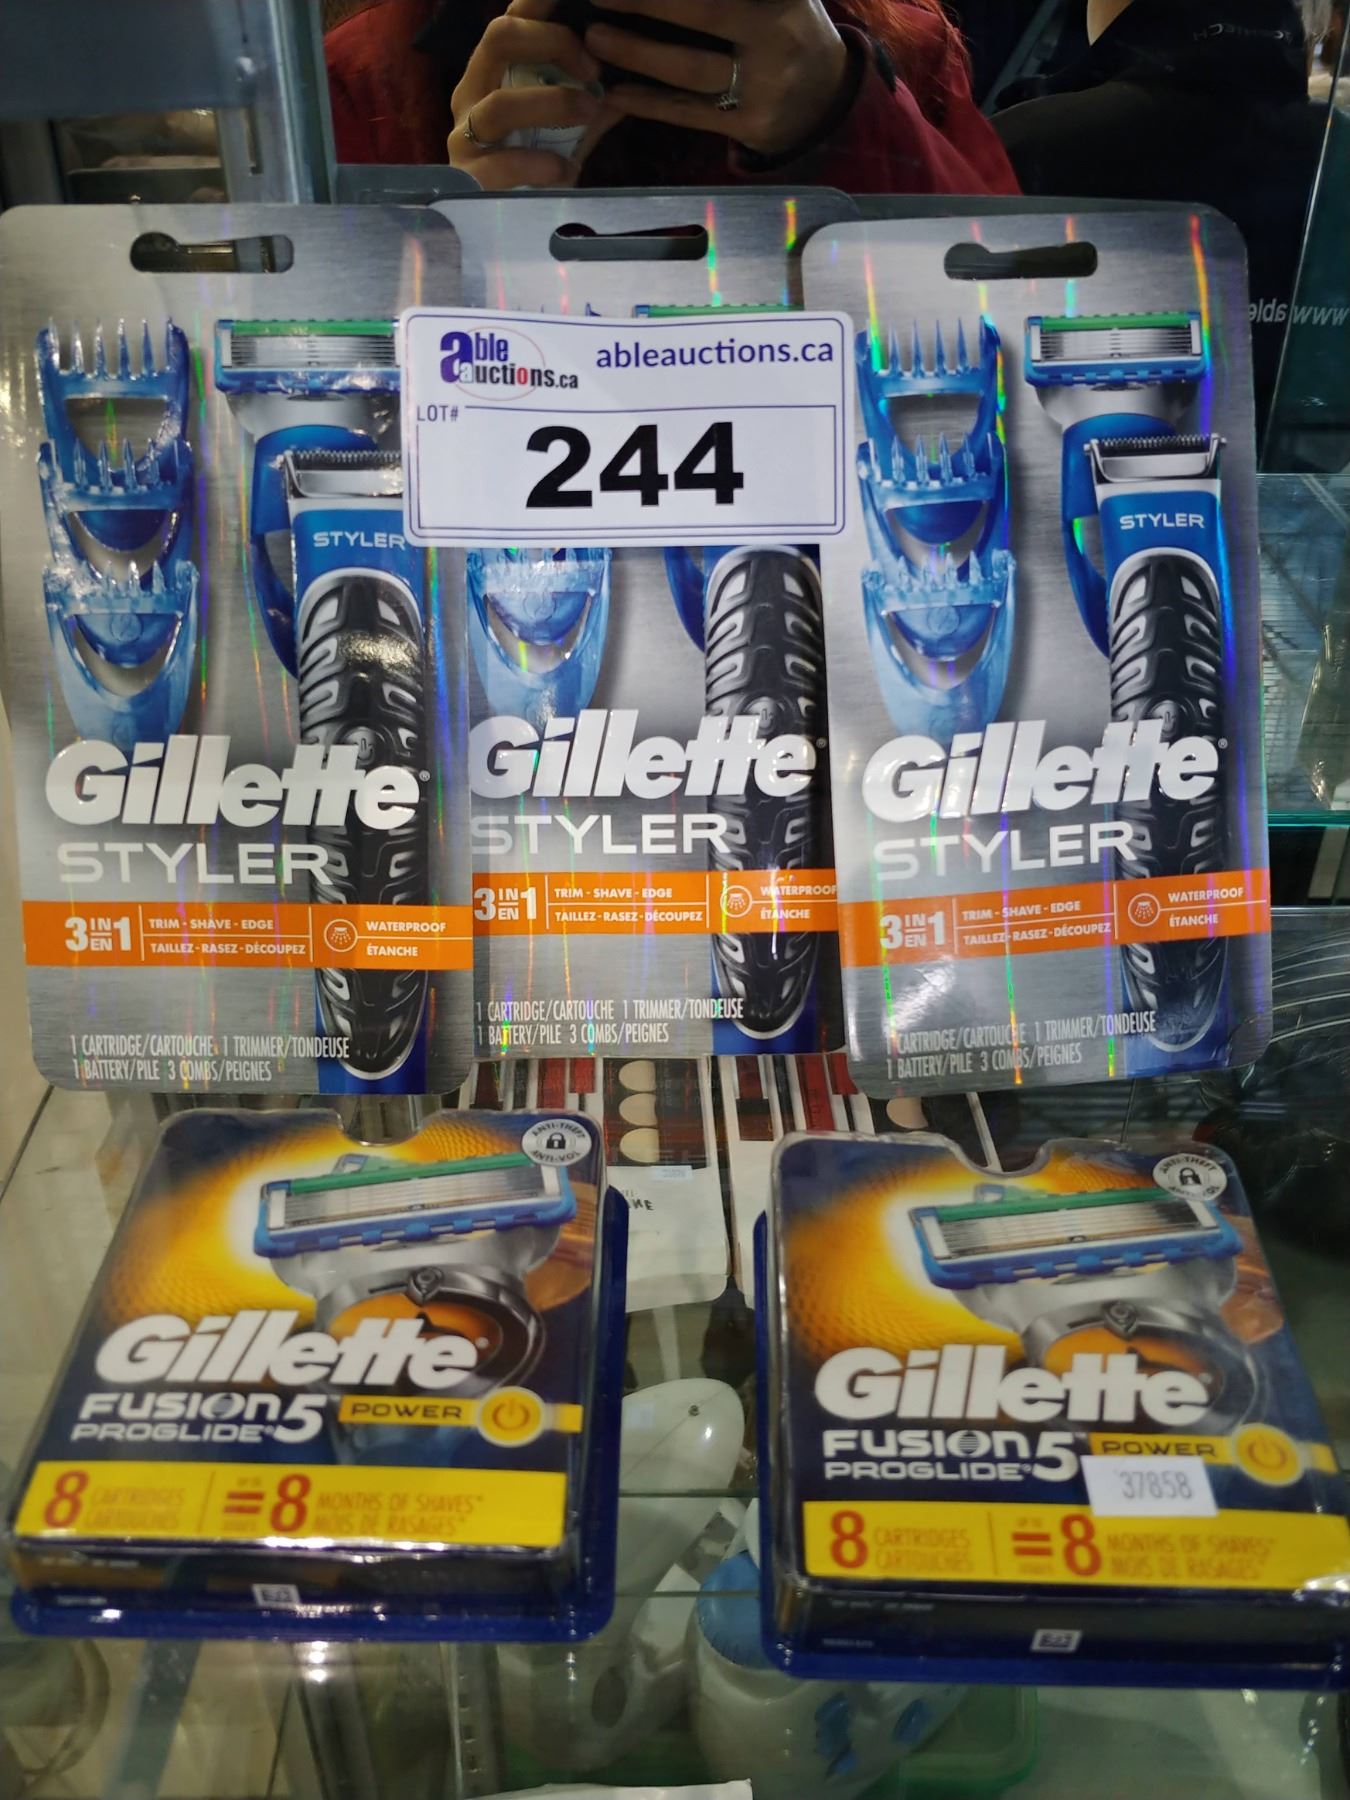 able
auctions.ca
ableauctions.ca
LOT#
244
STYLER
STYLER
Gillette®
STYLER
3 IN EN 1
TRIM - SHAVE - EDGE
TAILLEZ - RASEZ - DÉCOUPEZ
WATERPROOF
ÉTANCHE
1 CARTRIDGE/CARTOUCHE 1 TRIMMER/TONDEUSE
1 BATTERY/PILE 3 COMBS/PEIGNES
Gillette®
STYLER
3 IN EN 1
TRIM - SHAVE - EDGE
TAILLEZ - RASEZ - DÉCOUPEZ
WATERPROOF
ÉTANCHE
1 CARTRIDGE/CARTOUCHE 1 TRIMMER/TONDEUSE
1 BATTERY/PILE 3 COMBS/PEIGNES
Gillette®
STYLER
3 IN EN 1
TRIM - SHAVE - EDGE
TAILLEZ - RASEZ - DÉCOUPEZ
WATERPROOF
ÉTANCHE
1 CARTRIDGE/CARTOUCHE 1 TRIMMER/TONDEUSE
1 BATTERY/PILE 3 COMBS/PEIGNES
ANTI-THEFT
ANTI-VOL
Gillette®
FUSION5
PROGLIDE®
POWER
8 CARTRIDGES
CARTOUCHES
= 8 MONTHS OF SHAVES*
MOIS DE RASAGES*
ANTI-THEFT
ANTI-VOL
Gillette®
FUSION5™
PROGLIDE®
POWER
37858
8 CARTRIDGES
CARTOUCHES
UP TO
= 8 MONTHS OF SHAVES*
MOIS DE RASAGES*